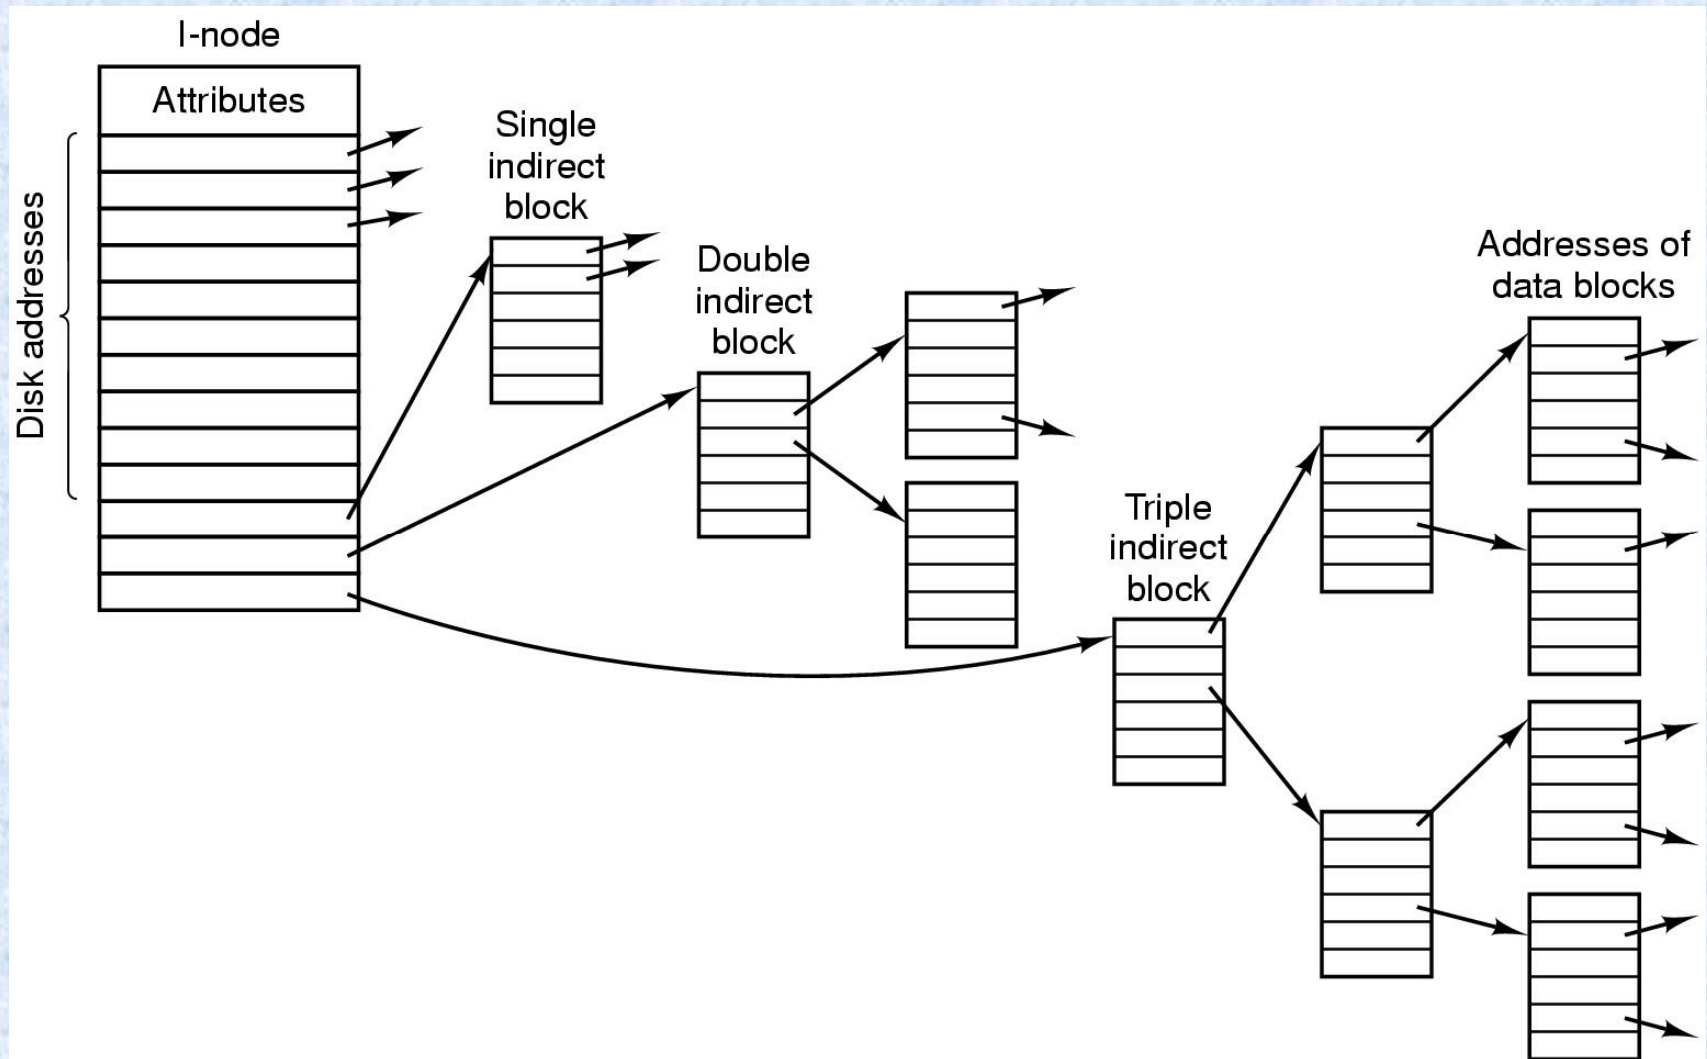 I-node
Attributes
Disk addresses
Single
indirect
block
Double
indirect
block
Triple
indirect
block
Addresses of
data blocks